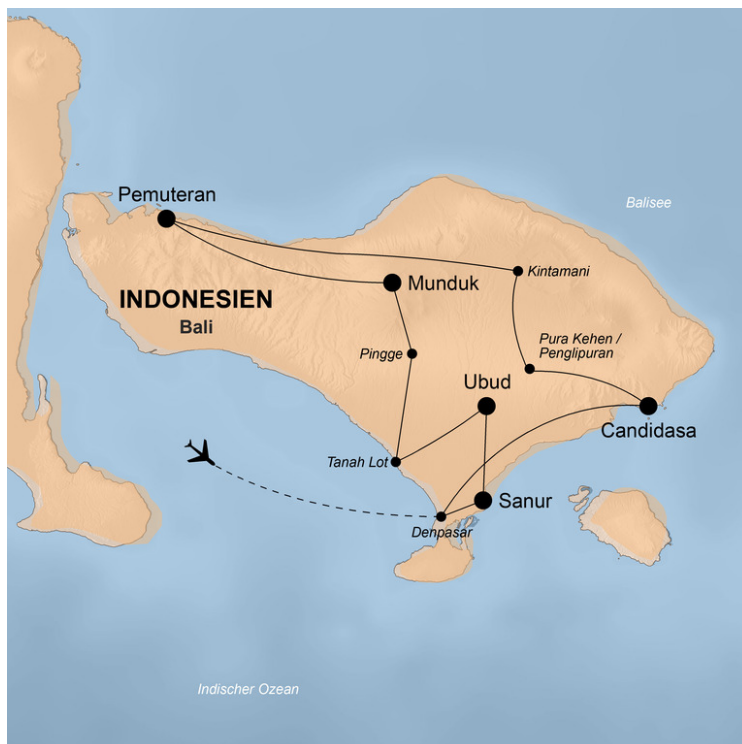 Pemuteran
Balisee
Kintamani
INDONESIEN
Munduk
Bali
Pura Kehen /
Penglipuran
Pingge
Ubud
Candidasa
Tanah Lot
Sanur
Denpasar
Indischer Ozean